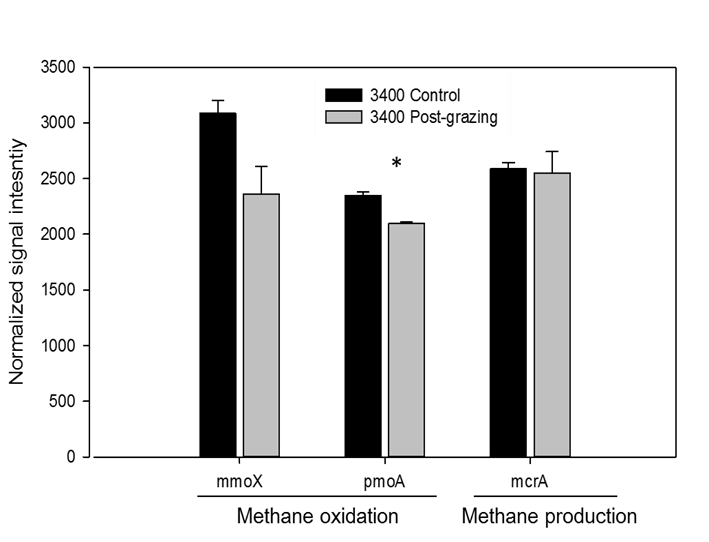 3500
3000
2500
2000
1500
1000
500
0
Normalized signal intesntiy
3400 Control
3400 Post-grazing
*
mmoX pmoA mcrA
Methane oxidation Methane production